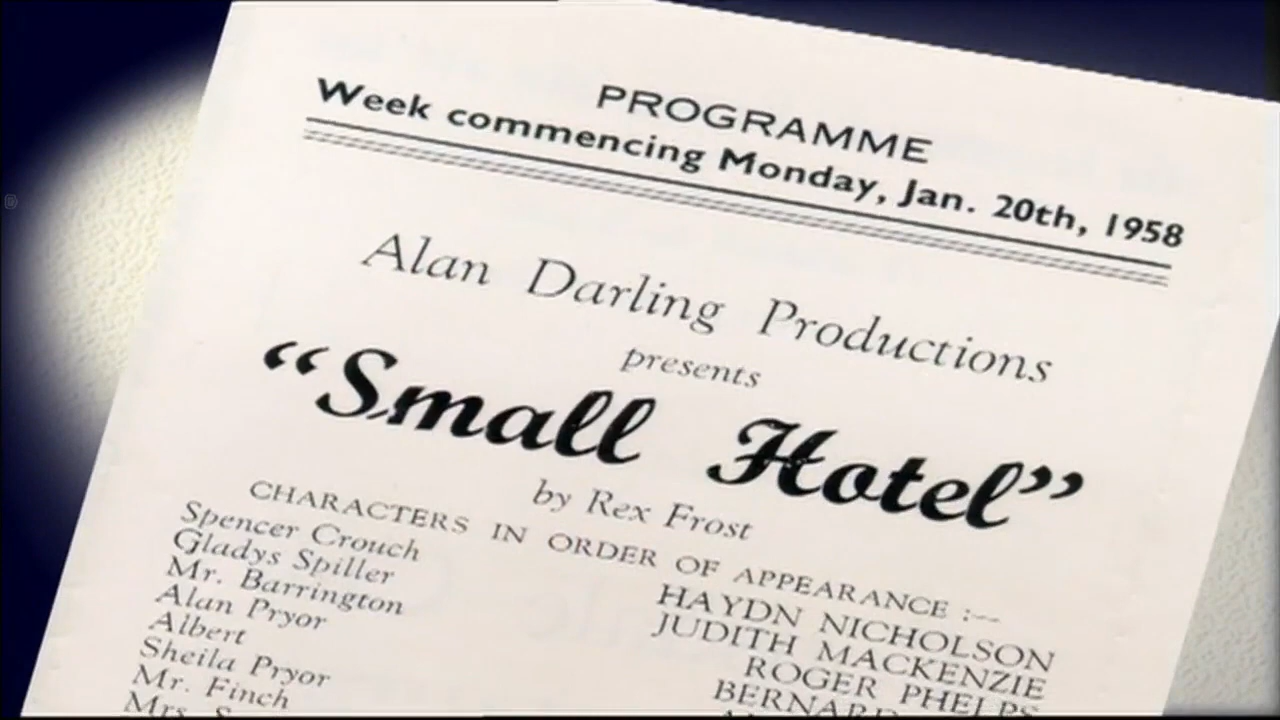 PROGRAMME
Week commencing Monday, Jan. 20th, 1958
Alan Darling Productions
presents
“Small Hotel”
by Rex Frost
CHARACTERS IN ORDER OF APPEARANCE :—
Spencer Crouch HAYDN NICHOLSON
Gladys Spiller JUDITH MACKENZIE
Mr. Barrington ROGER PHELPS
Alan Pryor BERNARD
Albert
Sheila Pryor
Mr. Finch
Mrs.